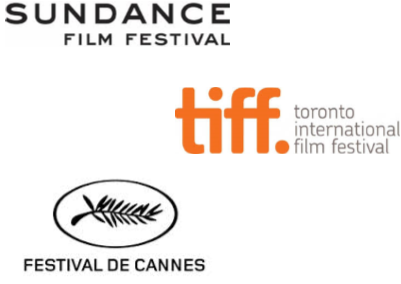 SUNDANCE
FILM FESTIVAL
tiff.
toronto
international
film festival
FESTIVAL DE CANNES